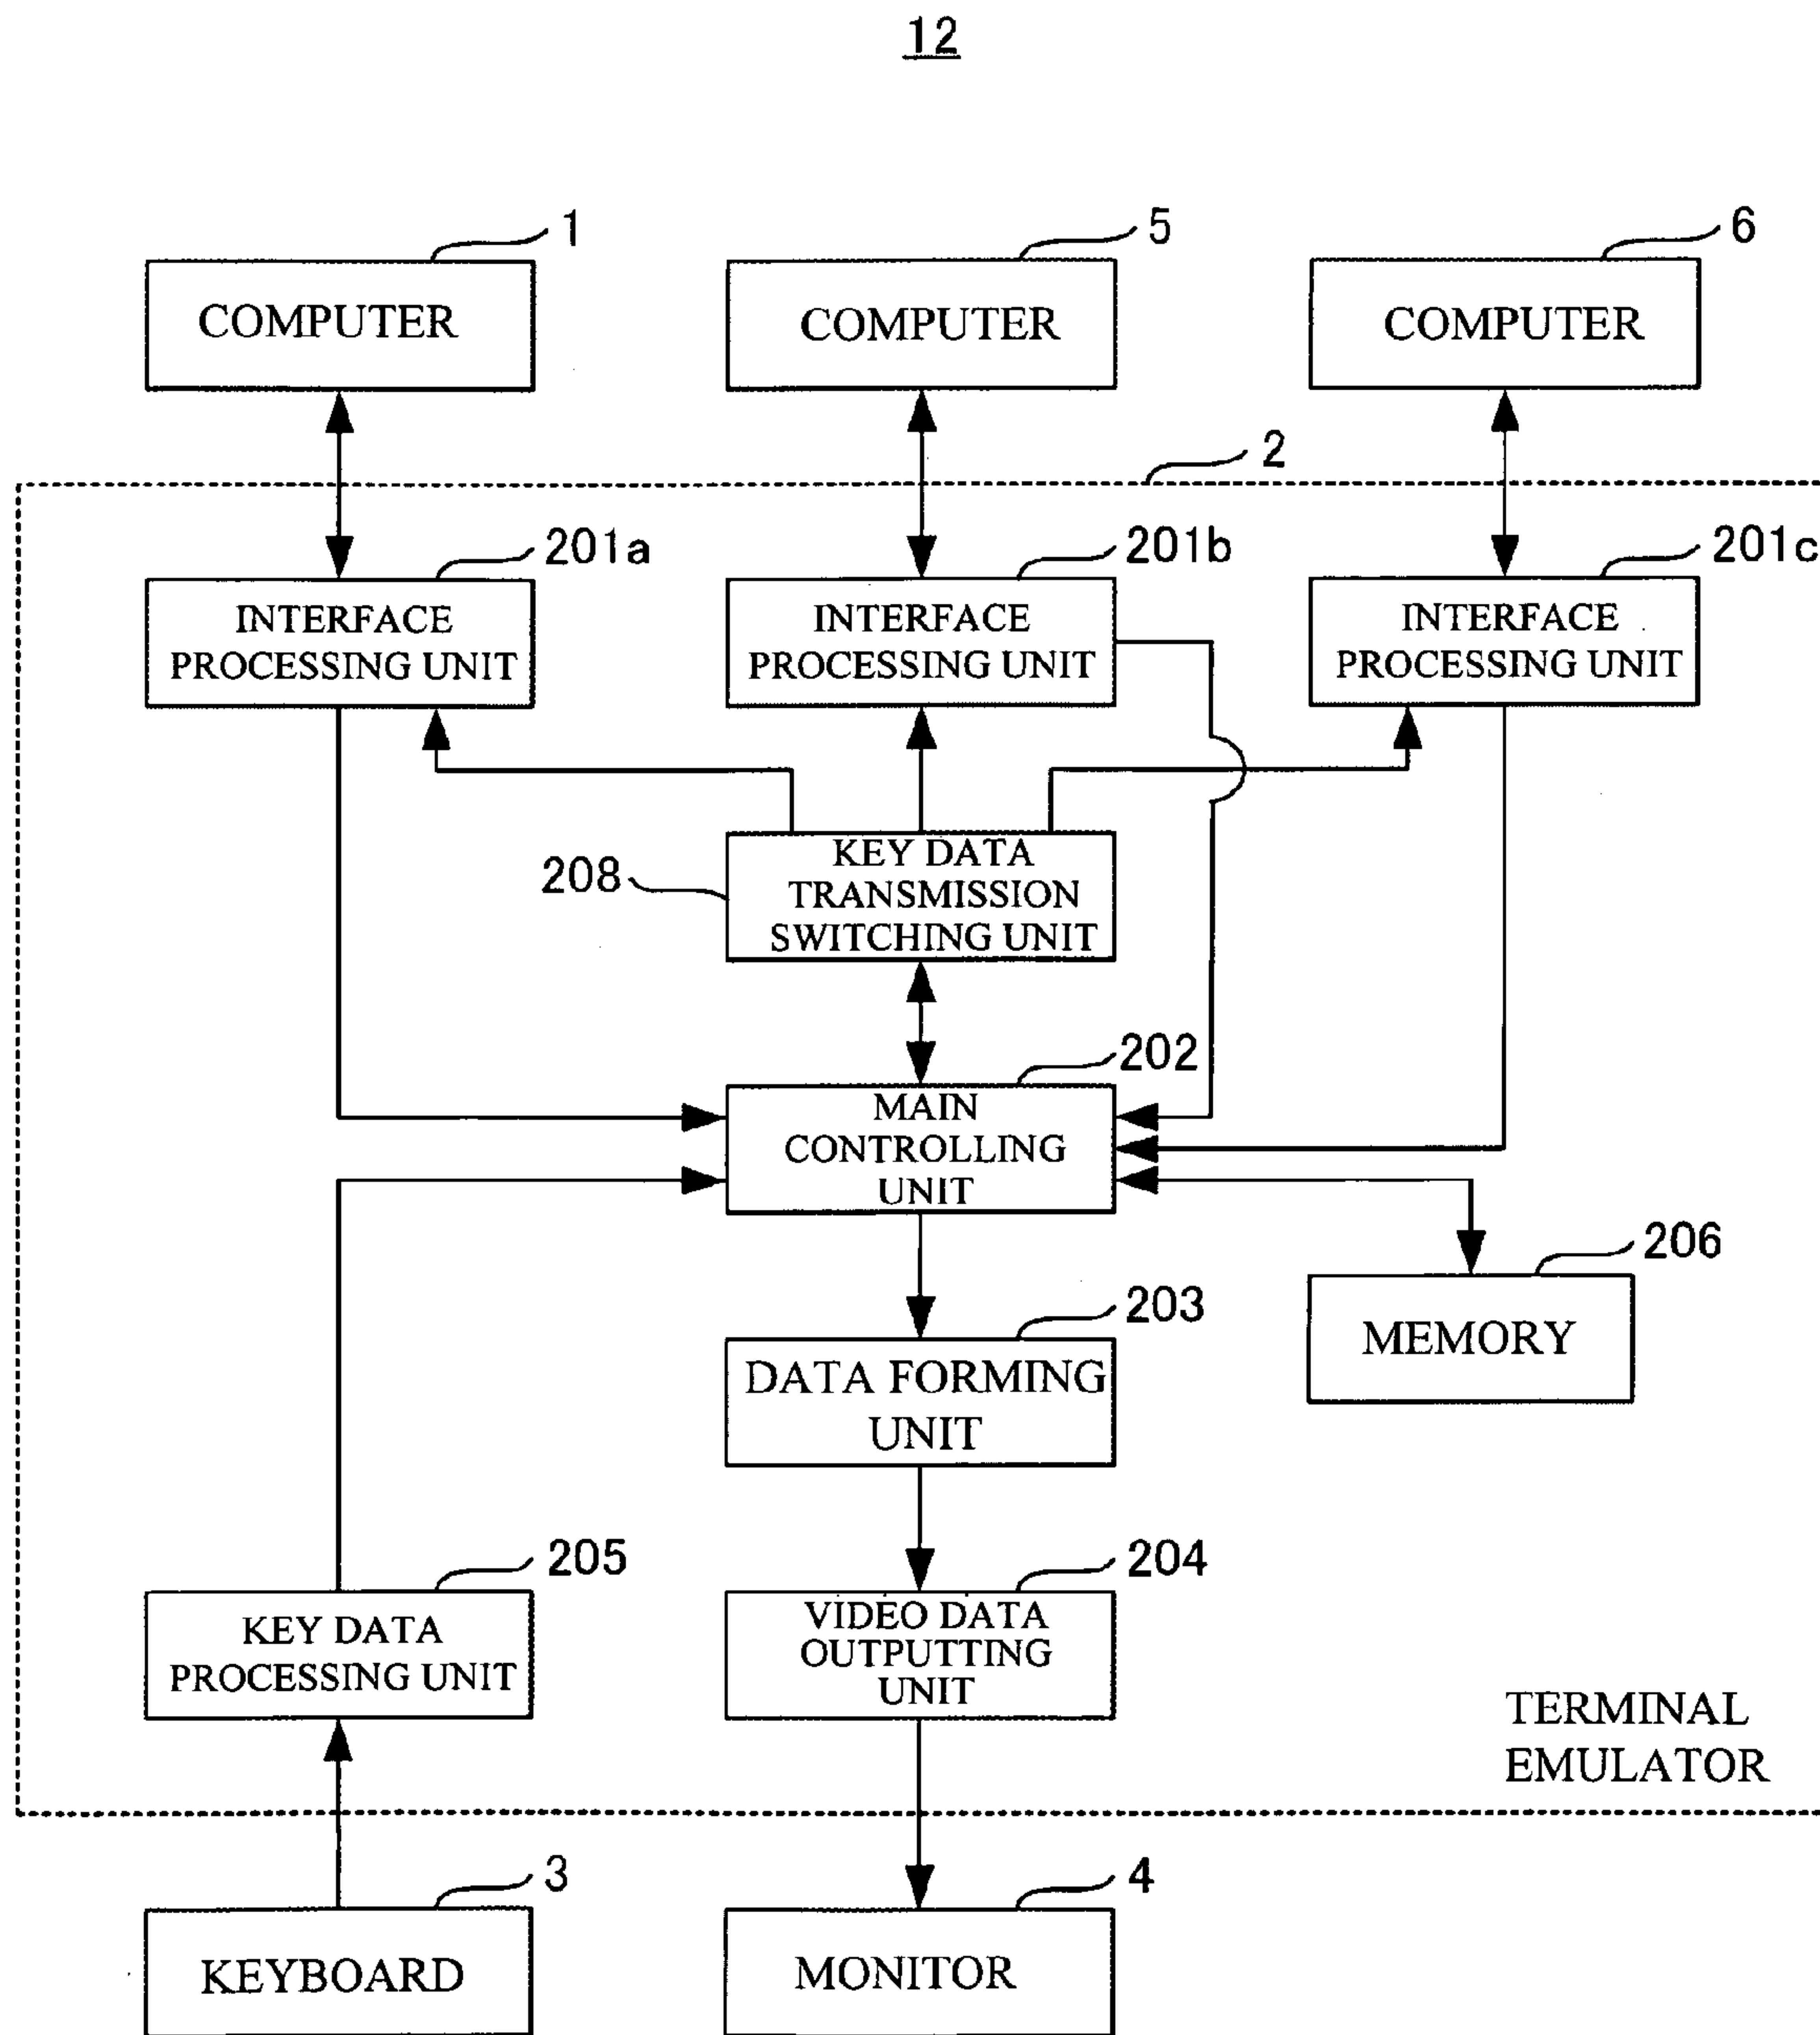 12
1
5
6
COMPUTER
COMPUTER
COMPUTER
2
201a
201b
201c
INTERFACE
PROCESSING UNIT
INTERFACE
PROCESSING UNIT
INTERFACE
PROCESSING UNIT
208
KEY DATA
TRANSMISSION
SWITCHING UNIT
202
MAIN
CONTROLLING
UNIT
206
MEMORY
203
DATA FORMING
UNIT
205
KEY DATA
PROCESSING UNIT
204
VIDEO DATA
OUTPUTTING
UNIT
TERMINAL
EMULATOR
3
KEYBOARD
4
MONITOR